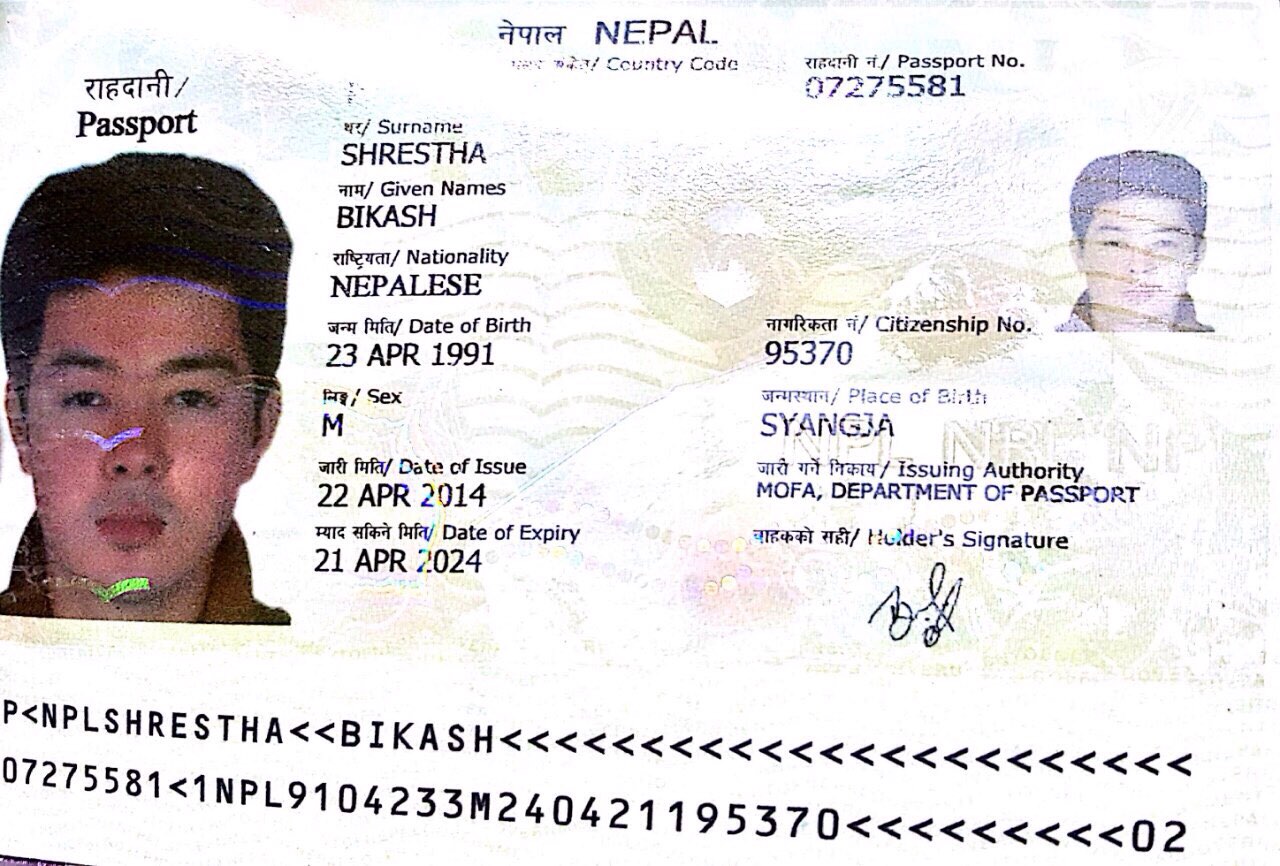 नेपाल NEPAL
राहदानी/
Passport
Country Code
राहदानी नं/ Passport No.
07275581
थर/ Surname
SHRESTHA
नाम/ Given Names
BIKASH
राष्ट्रियता/ Nationality
NEPALESE
जन्म मिति/ Date of Birth
23 APR 1991
नागरिकता नं/ Citizenship No.
95370
लिङ्ग/ Sex
M
जन्मस्थान/ Place of Birth
SYANGJA
जारी मिति/ Date of Issue
22 APR 2014
जारी गर्ने निकाय/ Issuing Authority
MOFA, DEPARTMENT OF PASSPORT
म्याद सकिने मिति/ Date of Expiry
21 APR 2024
वाहकको सही/ Holder's Signature
P<NPLSHRESTHA<<BIKASH<<<<<<<<<<<<<<<<<<<<<<<
07275581<1NPL9104233M240421195370<<<<<<<<<02